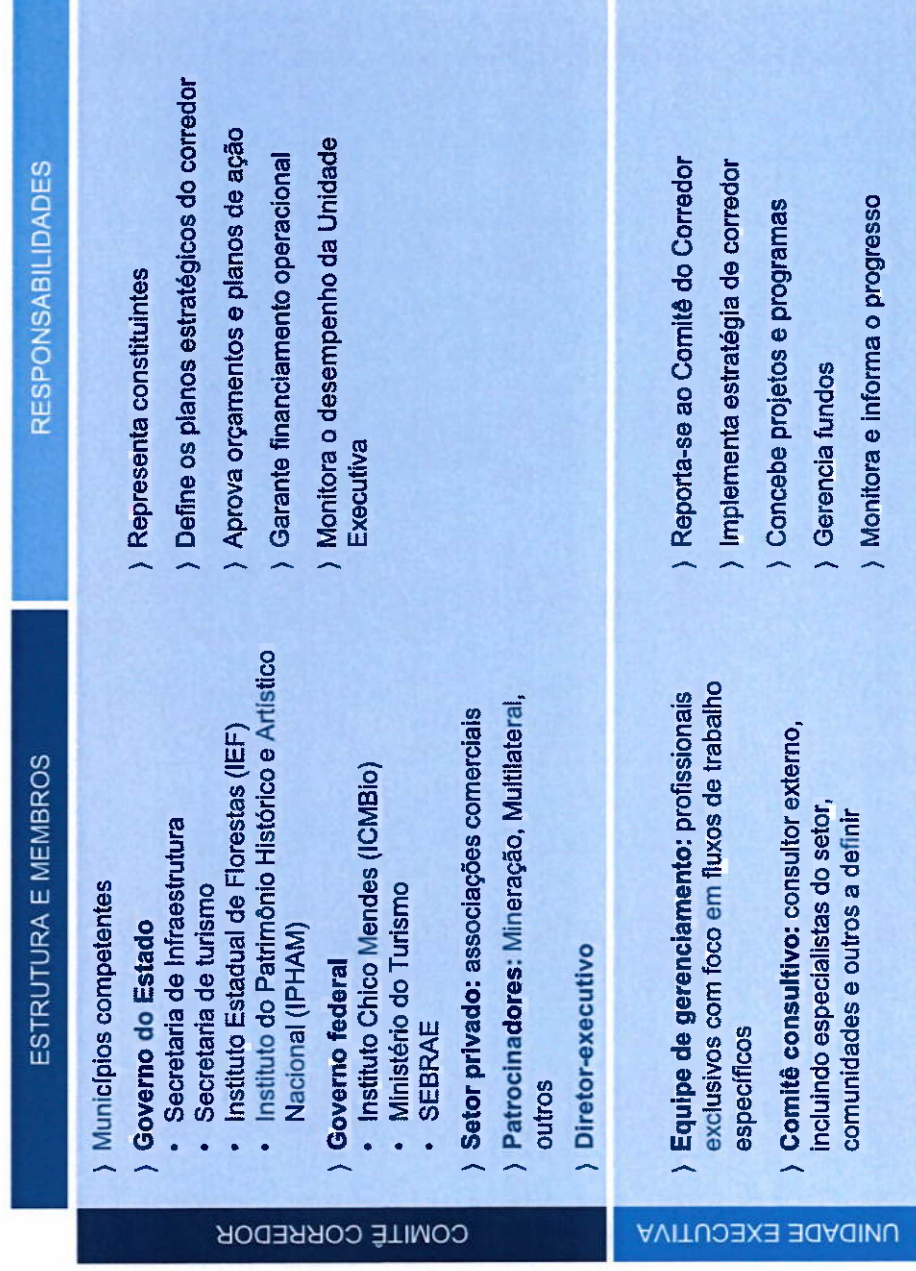 ESTRUTURA E MEMBROS
RESPONSABILIDADES
COMITÊ CORREDOR
〉 Municípios competentes
〉 Governo do Estado
• Secretaria de Infraestrutura
• Secretaria de turismo
• Instituto Estadual de Florestas (IEF)
• Instituto do Patrimônio Histórico e Artístico
Nacional (IPHAM)
〉 Governo federal
• Instituto Chico Mendes (ICMBio)
• Ministério do Turismo
• SEBRAE
〉 Setor privado: associações comerciais
〉 Patrocinadores: Mineração, Multilateral,
outros
〉 Diretor-executivo
〉 Representa constituintes
〉 Define os planos estratégicos do corredor
〉 Aprova orçamentos e planos de ação
〉 Garante financiamento operacional
〉 Monitora o desempenho da Unidade
Executiva
UNIDADE EXECUTIVA
〉 Equipe de gerenciamento: profissionais
exclusivos com foco em fluxos de trabalho
específicos
〉 Comitê consultivo: consultor externo,
incluindo especialistas do setor,
comunidades e outros a definir
〉 Reporta-se ao Comitê do Corredor
〉 Implementa estratégia de corredor
〉 Concebe projetos e programas
〉 Gerencia fundos
〉 Monitora e informa o progresso